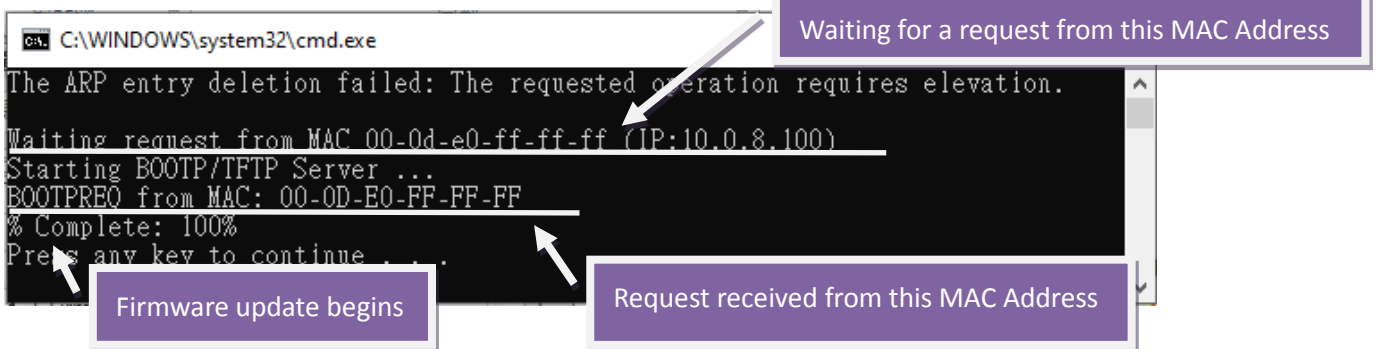 Waiting for a request from this MAC Address
C:\WINDOWS\system32\cmd.exe
The ARP entry deletion failed: The requested operation requires elevation.
Waiting request from MAC 00-0d-e0-ff-ff-ff (IP:10.0.8.100)
Starting BOOTP/TFTP Server ...
BOOTPREQ from MAC: 00-0D-E0-FF-FF-FF
% Complete: 100%
Press any key to continue . . .
Firmware update begins
Request received from this MAC Address